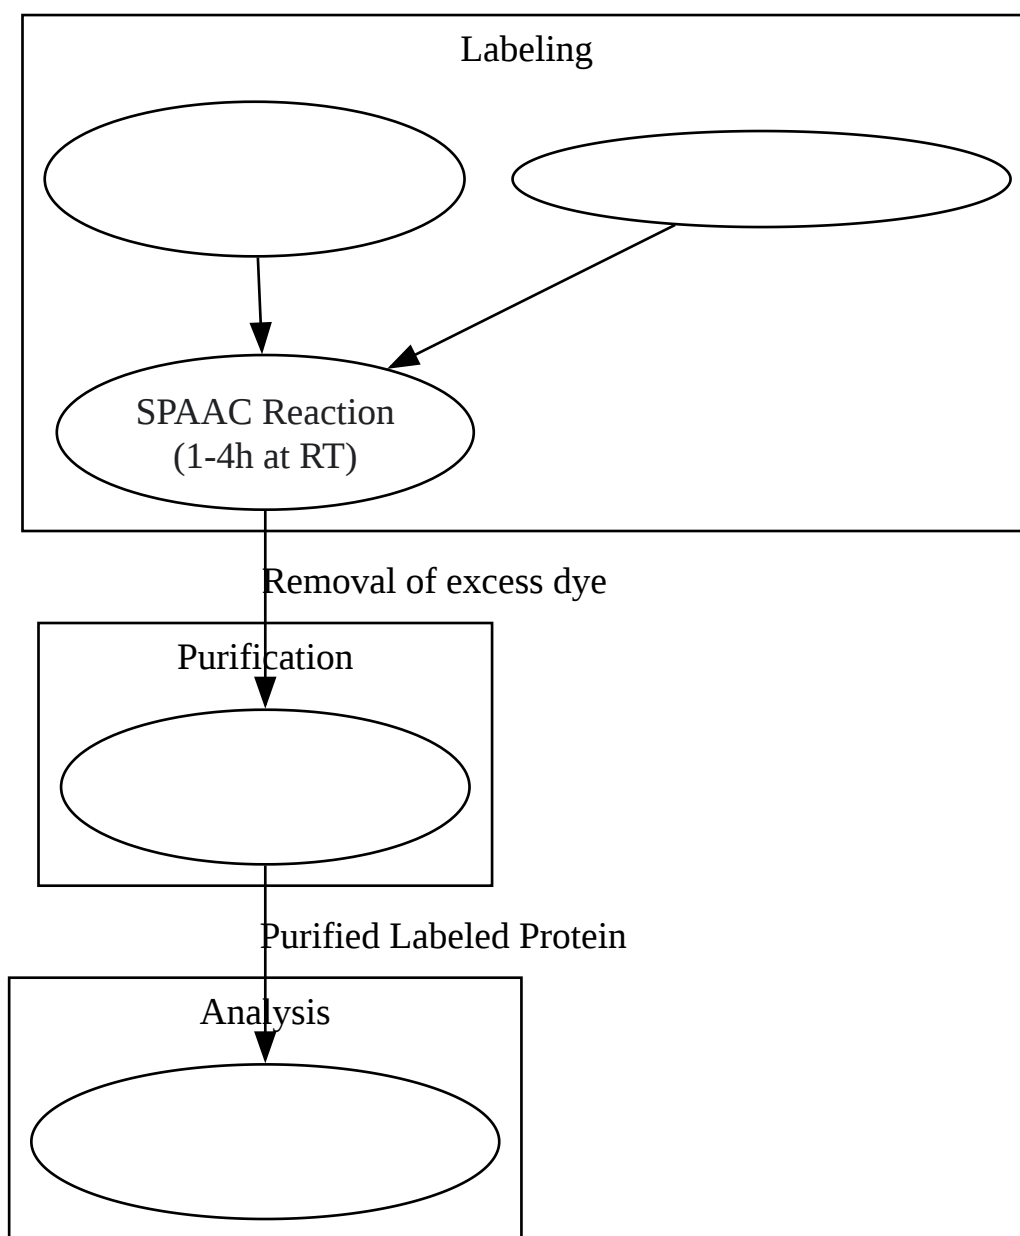 Labeling
SPAAC Reaction
(1-4h at RT)
Removal of excess dye
Purification
Purified Labeled Protein
Analysis